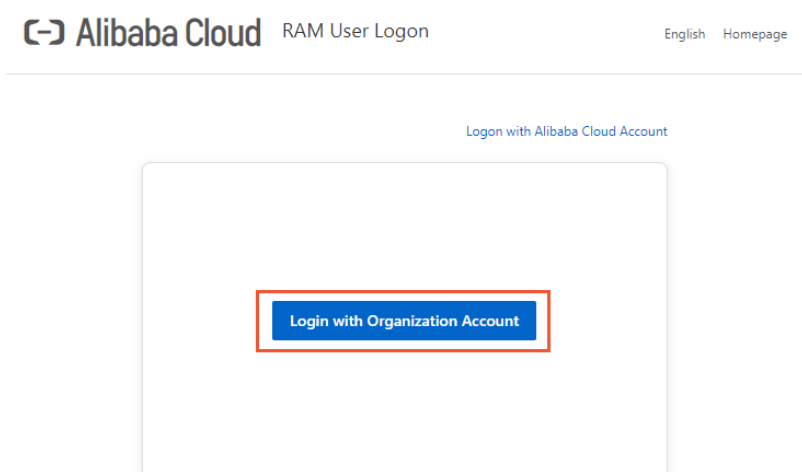 Alibaba Cloud RAM User Logon English Homepage
Logon with Alibaba Cloud Account
Login with Organization Account